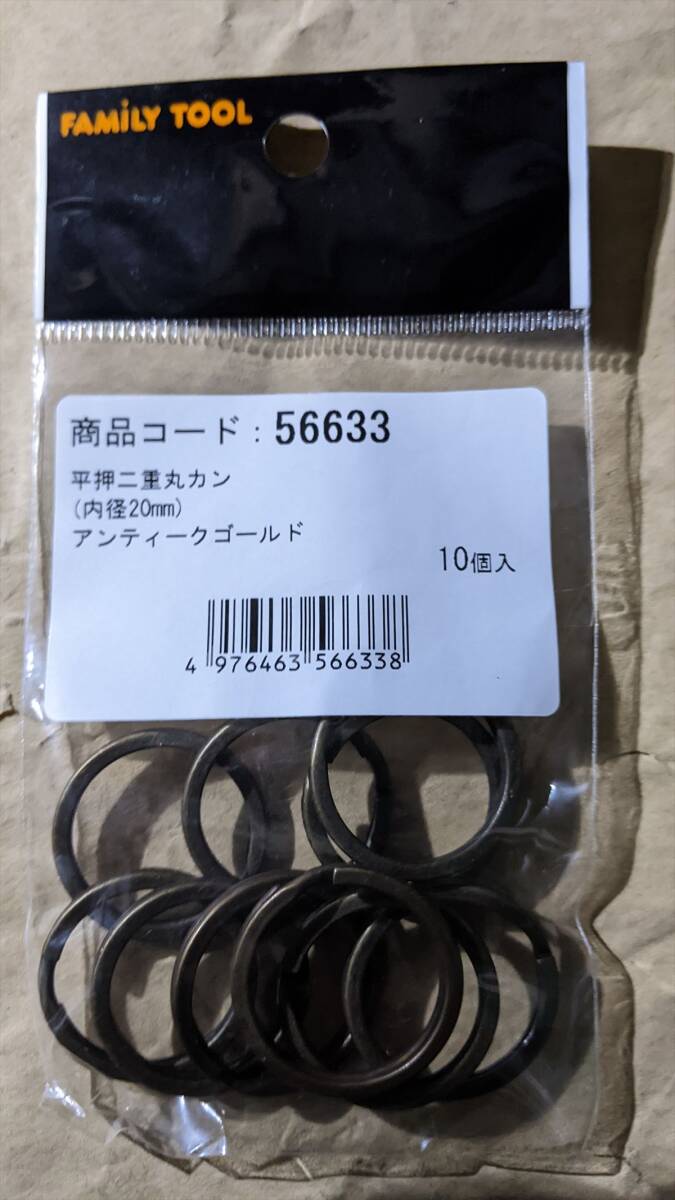 FAMiLY TOOL
商品コード：56633
平押二重丸カン
(内径20mm)
アンティークゴールド
10個入
4 976463 566338